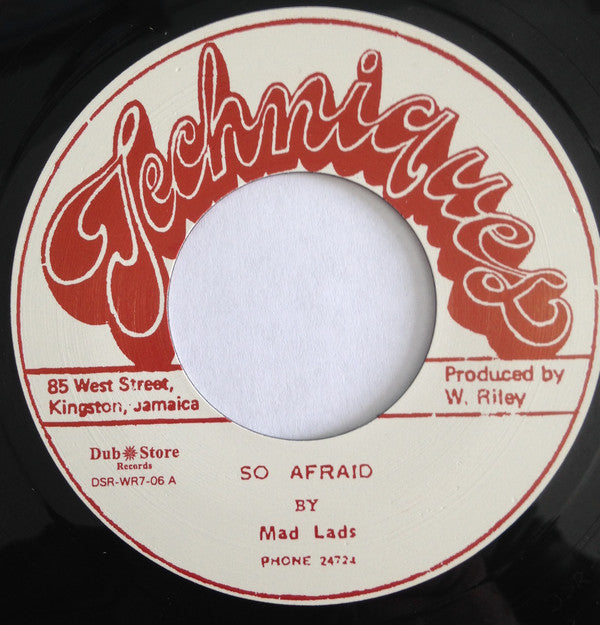 Techniques
85 West Street,
Kingston, Jamaica
Produced by
W. Riley
Dub Store
Records
DSR-WR7-06 A
SO AFRAID
BY
Mad Lads
PHONE 24724